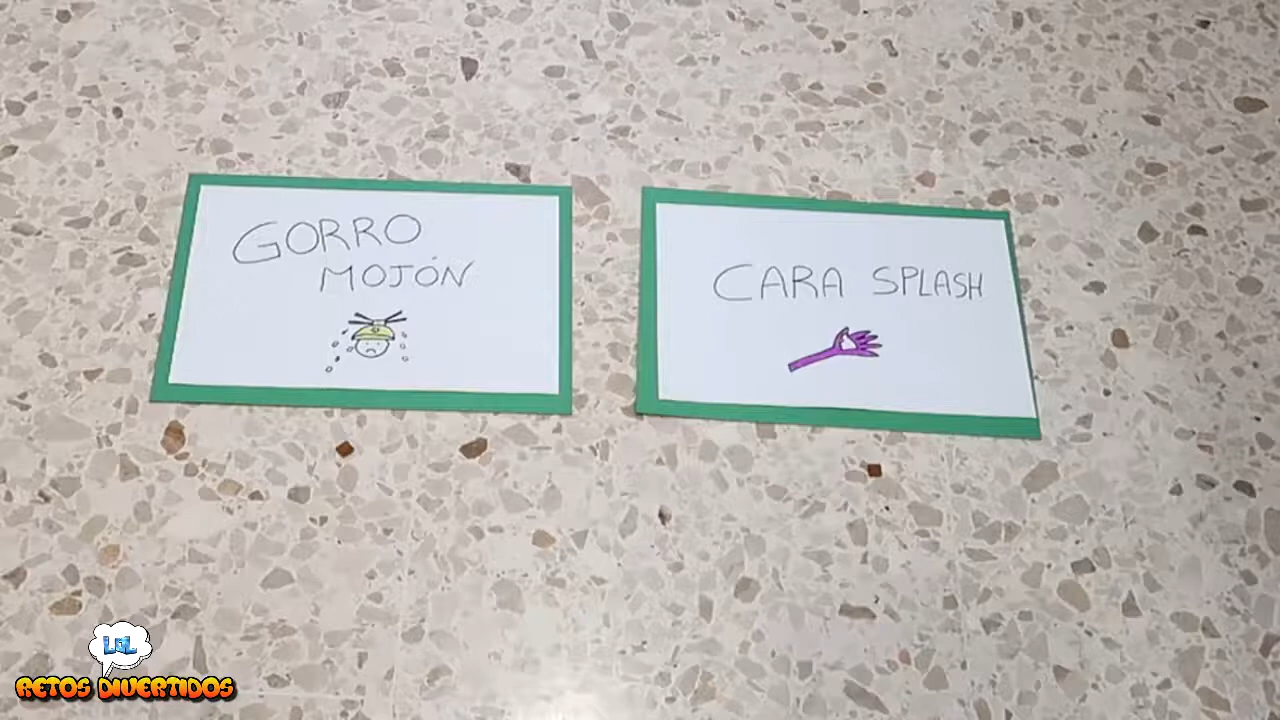 GORRO
MOJÓN
CARA SPLASH
LOL
RETOS DIVERTIDOS